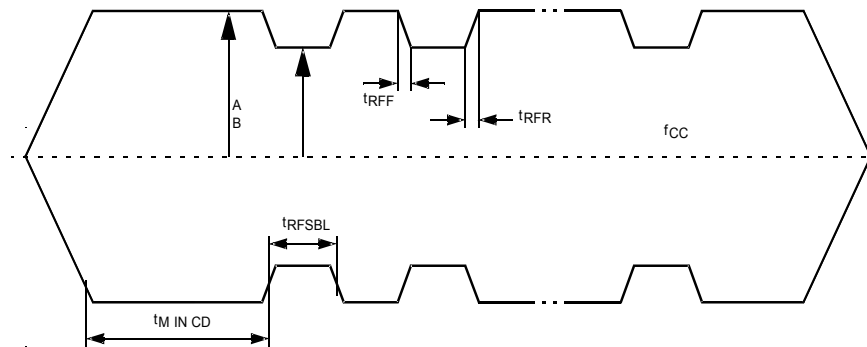 A
B
tRFF
tRFR
fCC
tRFSBL
tM IN CD